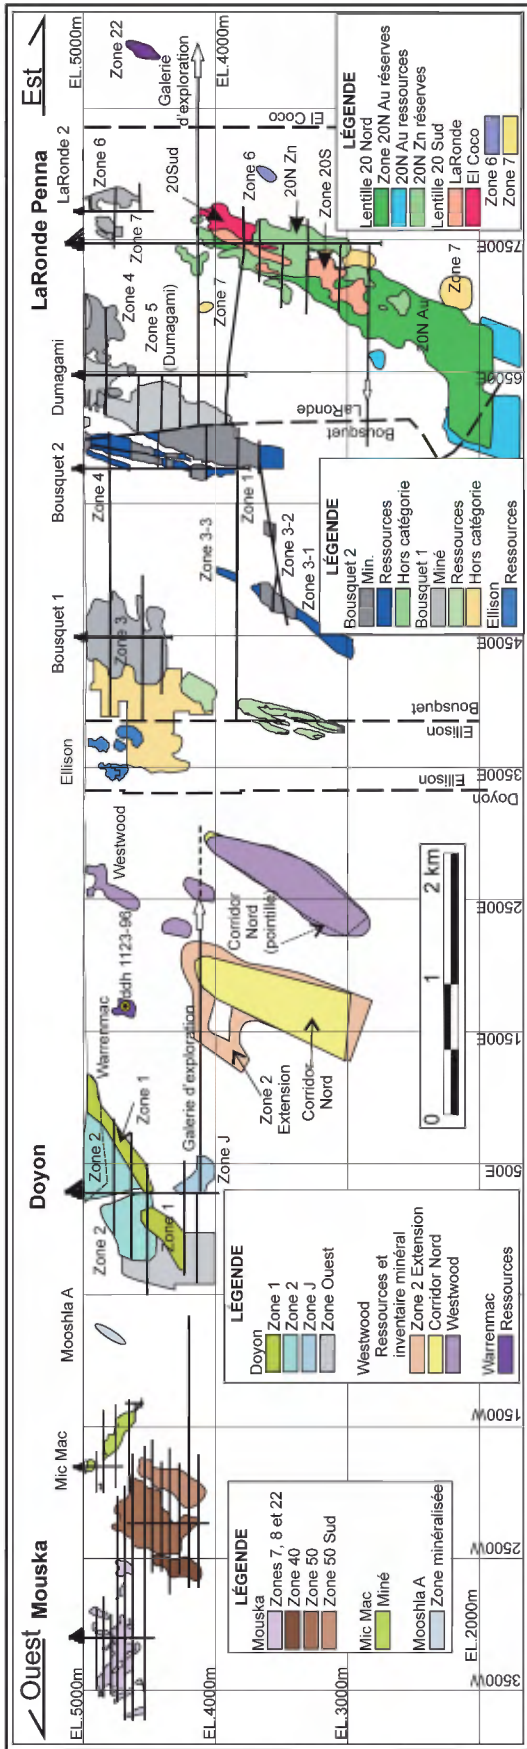 Ouest
Est
Mouska
Doyon
LaRonde Penna
Mic Mac
Mooshla A
Warrenmac
Westwood
Ellison
Bousquet 1
Bousquet 2
Dumagami
LaRonde 2
EL.5000m
EL.4000m
EL.3000m
EL.2000m
EL.5000m
EL.4000m
Zone 2
Zone 2
Zone 1
Zone 1
Zone J
ddh 1123-96
Galerie d'exploration
Zone 2
Extension
Corridor
Nord
Corridor
Nord
(pointille)
Zone 3
Zone 4
Zone 1
Zone 3-3
Zone 3-2
Zone 3-1
Zone 4
Zone 5
(Dumagami)
Zone 6
Zone 7
Zone 22
Galerie
d'exploration
El Coco
20Sud
Zone 6
20N Zn
Zone 20S
Zone 7
Zone 7
20N Au
Doyon
Ellison
Ellison
Bousquet
Bousquet
LaRonde
3500W
2500W
1500W
500E
1500E
2500E
3500E
4500E
6500E
7500E
0
1
2 km
LÉGENDE
Mouska
Zones 7, 8 et 22
Zone 40
Zone 50
Zone 50 Sud
Mic Mac
Miné
Mooshla A
Zone minéralisée
LÉGENDE
Doyon
Zone 1
Zone 2
Zone J
Zone Ouest
Westwood
Ressources et
inventaire minéral
Zone 2 Extension
Corridor Nord
Westwood
Warrenmac
Ressources
LÉGENDE
Bousquet 2
Min.
Ressources
Hors catégorie
Bousquet 1
Miné
Ressources
Hors catégorie
Ellison
Ressources
LÉGENDE
Lentille 20 Nord
Zone 20N Au réserves
20N Au ressources
20N Zn réserves
Lentille 20 Sud
LaRonde
El Coco
Zone 6
Zone 7